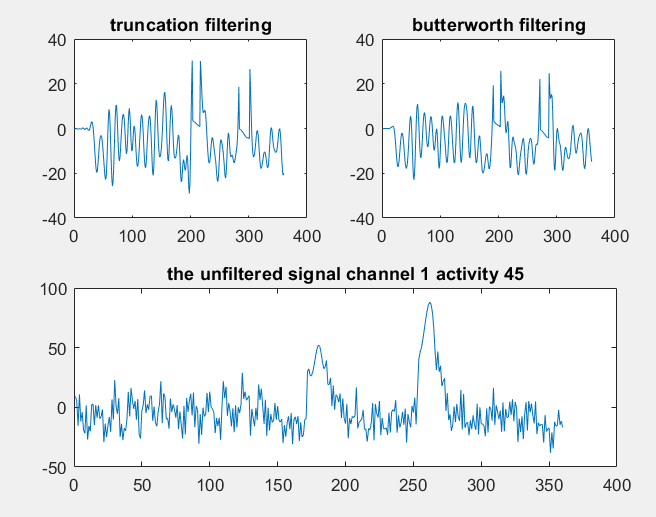 truncation filtering
40
20
0
-20
-40
0 100 200 300 400
butterworth filtering
40
20
0
-20
-40
0 100 200 300 400
the unfiltered signal channel 1 activity 45
100
50
0
-50
0 50 100 150 200 250 300 350 400